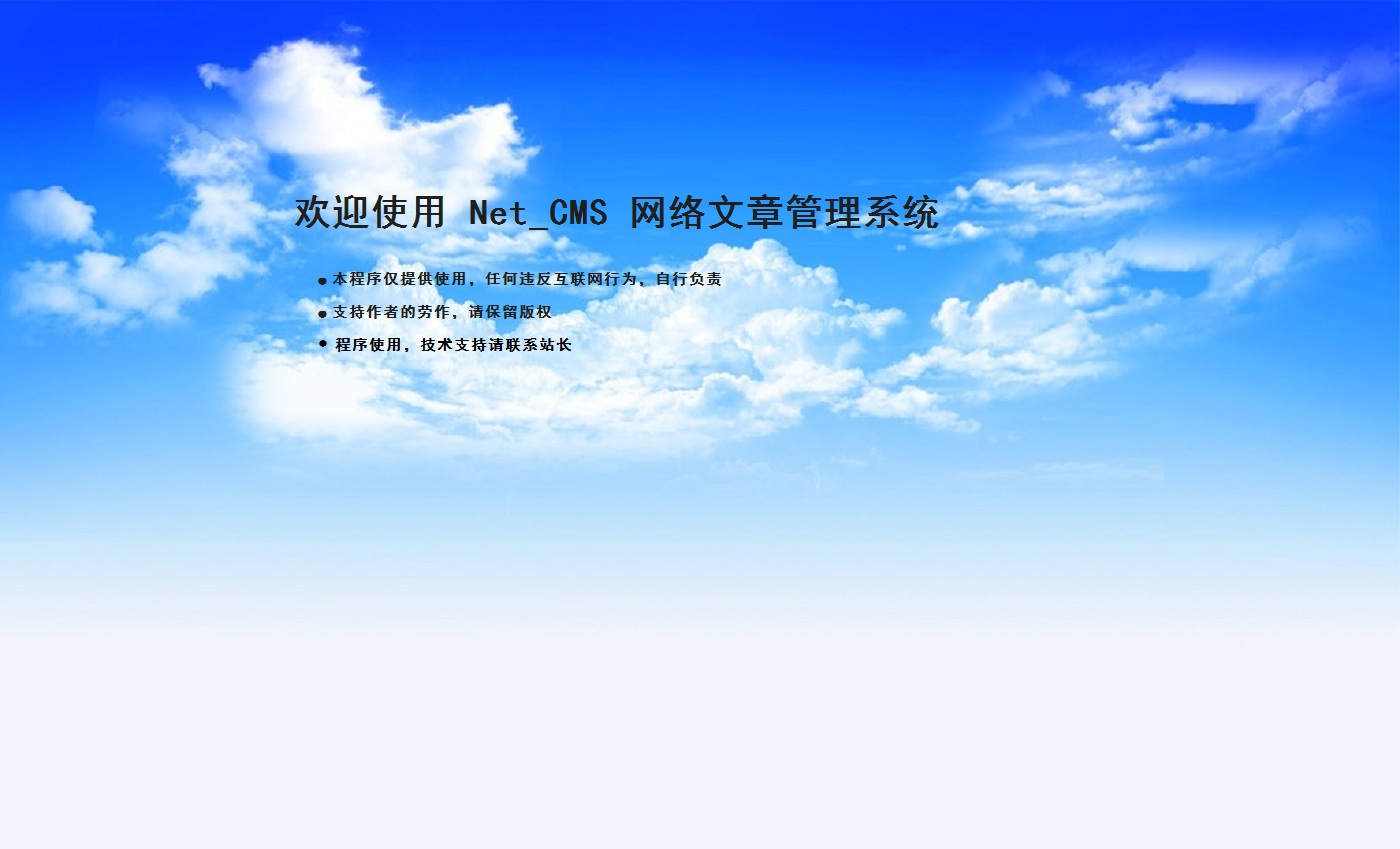 欢迎使用 Net_CMS 网络文章管理系统
● 本程序仅提供使用，任何违反互联网行为，自行负责
● 支持作者的劳作，请保留版权
● 程序使用，技术支持请联系站长